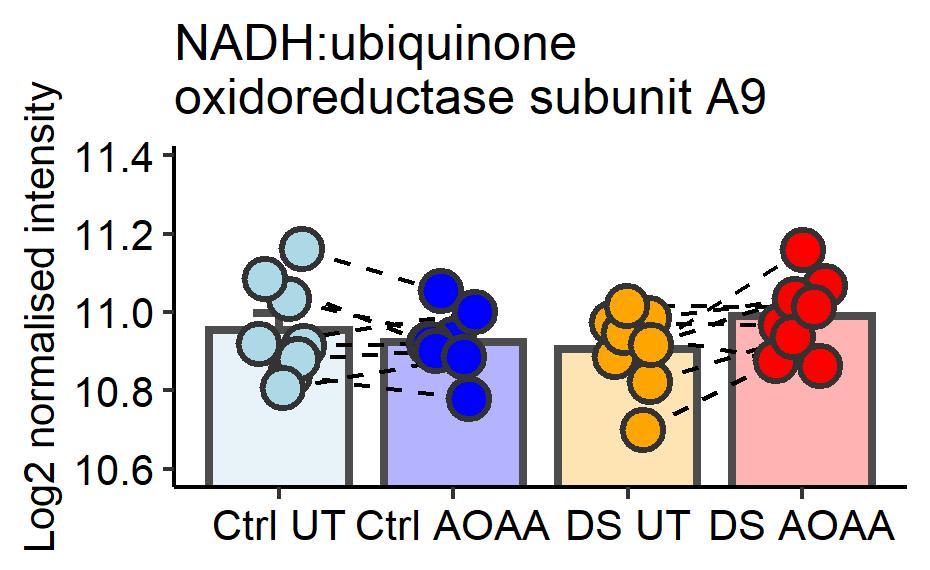 NADH:ubiquinone
oxidoreductase subunit A9
Log2 normalised intensity
11.4
11.2
11.0
10.8
10.6
Ctrl UT Ctrl AOAA DS UT DS AOAA